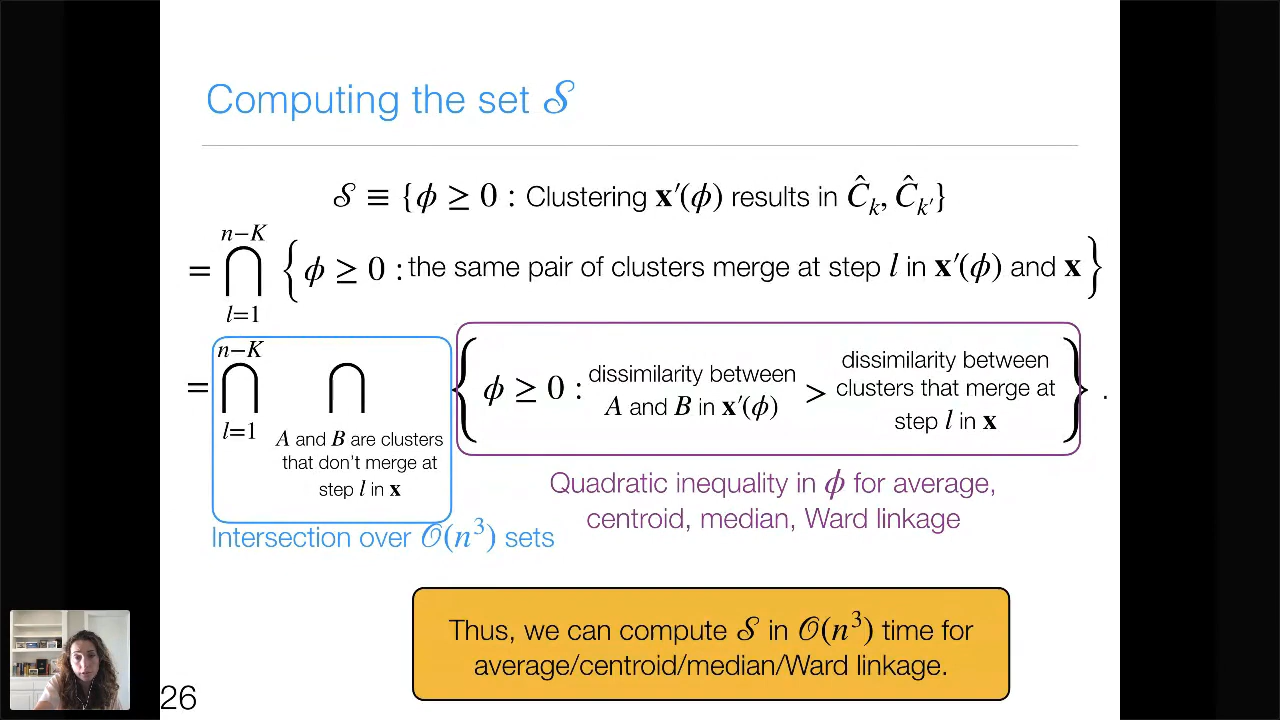 Computing the set 𝒮
𝒮 ≡ {ϕ ≥ 0 : Clustering 𝐱′(ϕ) results in Ĉₖ, Ĉₖ′}
= ⋂_{l=1}^{n−K} {ϕ ≥ 0 : the same pair of clusters merge at step l in 𝐱′(ϕ) and 𝐱}
n−K
= ⋂ ⋂
l=1
A and B are clusters
that don't merge at
step l in 𝐱
{ϕ ≥ 0 :
dissimilarity between
A and B in 𝐱′(ϕ)
>
dissimilarity between
clusters that merge at
step l in 𝐱
} .
Quadratic inequality in ϕ for average,
centroid, median, Ward linkage
Intersection over 𝒪(n³) sets
Thus, we can compute 𝒮 in 𝒪(n³) time for
average/centroid/median/Ward linkage.
26